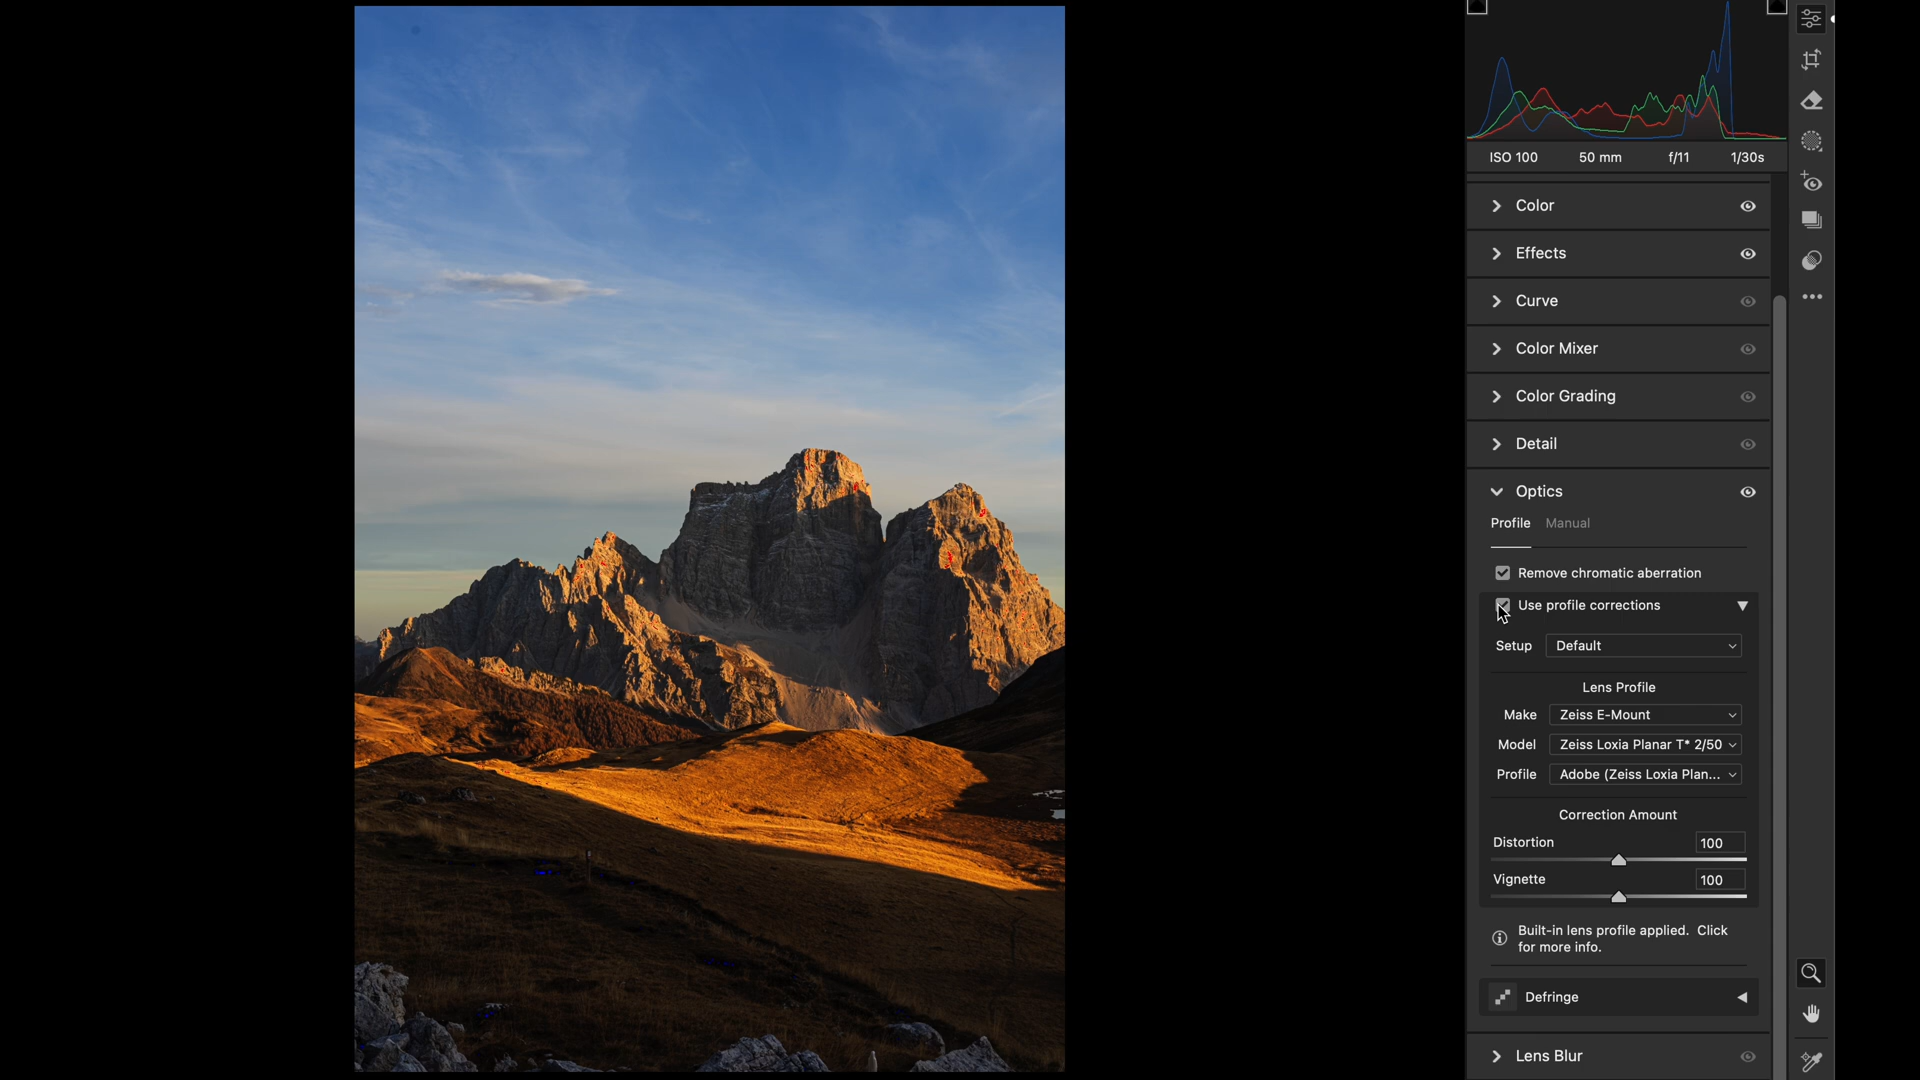 ISO 100 50 mm f/11 1/30s
Color
Effects
Curve
Color Mixer
Color Grading
Detail
Optics
Profile Manual
Remove chromatic aberration
Use profile corrections
Setup Default
Lens Profile
Make Zeiss E-Mount
Model Zeiss Loxia Planar T* 2/50
Profile Adobe (Zeiss Loxia Plan...
Correction Amount
Distortion 100
Vignette 100
Built-in lens profile applied. Click
for more info.
Defringe
Lens Blur